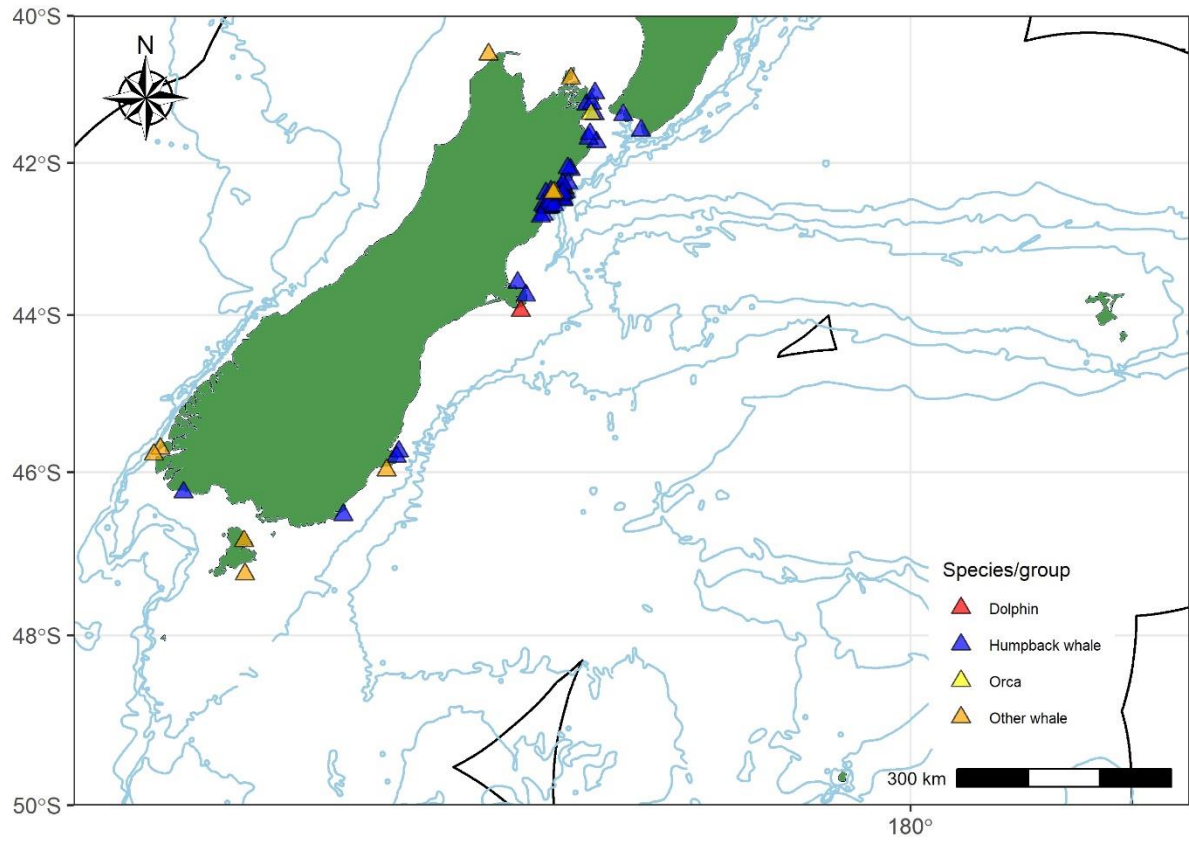 40°S
N
42°S
44°S
46°S
48°S
50°S
180°
Species/group
Dolphin
Humpback whale
Orca
Other whale
300 km